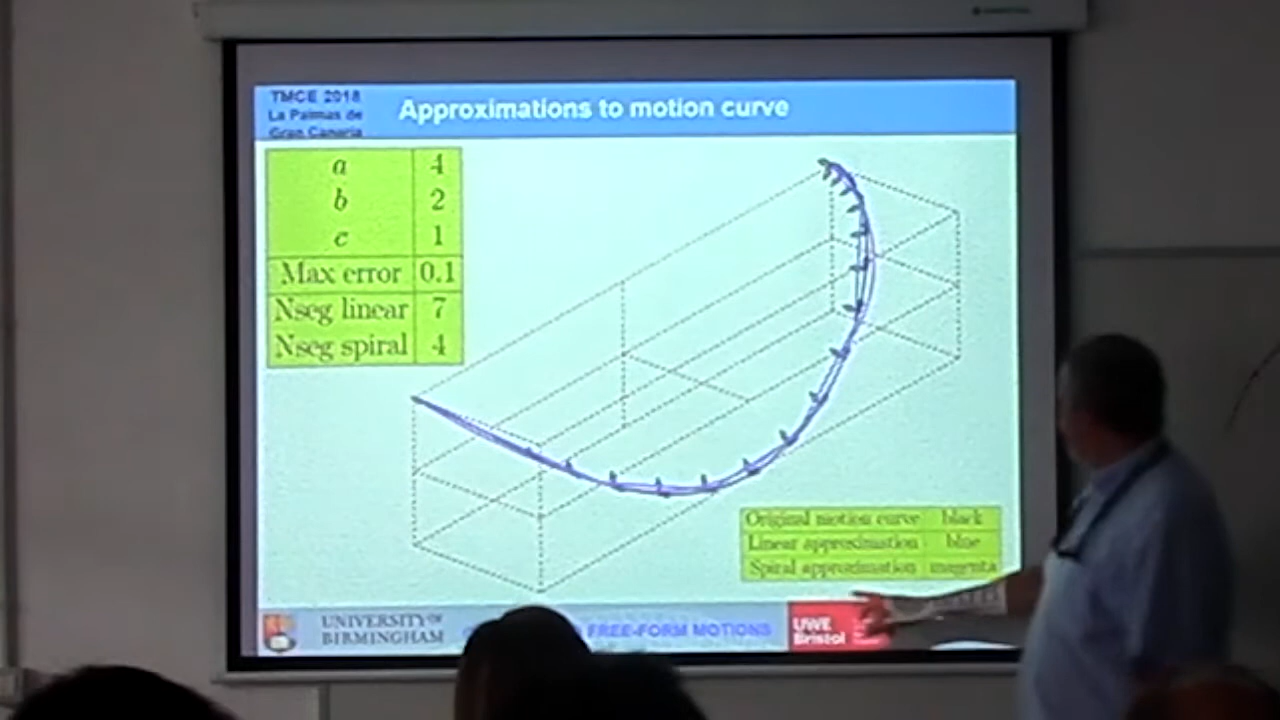 TMCE 2018
La Palmas de
Gran Canaria
Approximations to motion curve
a 4
b 2
c 1
Max error 0.1
Nseg linear 7
Nseg spiral 4
Original motion curve black
Linear approximation blue
Spiral approximation magenta
UNIVERSITY OF
BIRMINGHAM
FREE-FORM MOTIONS
UWE
Bristol